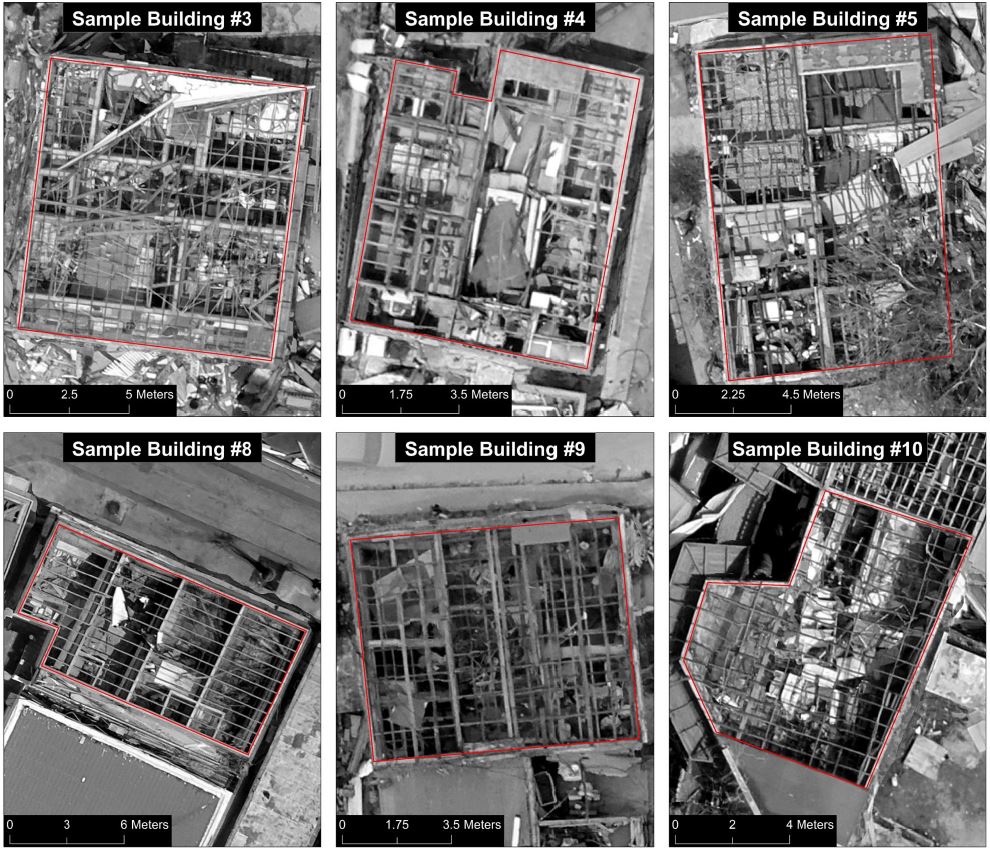 Sample Building #3
Sample Building #4
Sample Building #5
0 2.5 5 Meters
0 1.75 3.5 Meters
0 2.25 4.5 Meters
Sample Building #8
Sample Building #9
Sample Building #10
0 3 6 Meters
0 1.75 3.5 Meters
0 2 4 Meters